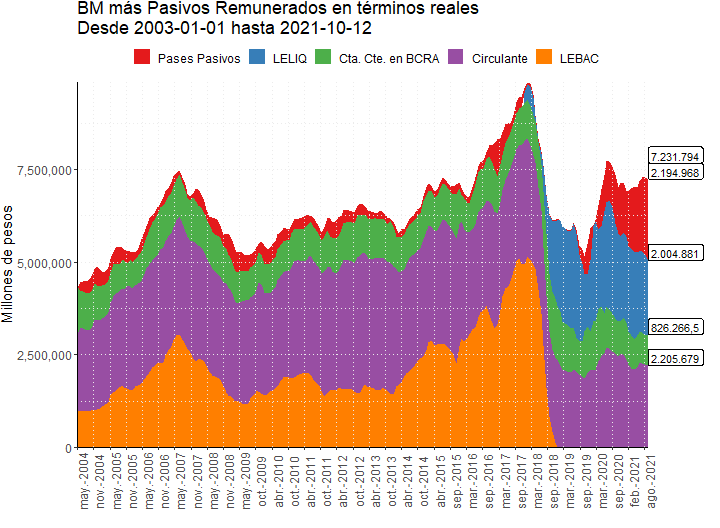 BM más Pasivos Remunerados en términos reales
Desde 2003-01-01 hasta 2021-10-12
Pases Pasivos
LELIQ
Cta. Cte. en BCRA
Circulante
LEBAC
Millones de pesos
7,500,000
5,000,000
2,500,000
0
7.231.794
2.194.968
2.004.881
826.266,5
2.205.679
may.-2004
nov.-2004
may.-2005
dic.-2005
may.-2006
dic.-2006
may.-2007
dic.-2007
may.-2008
dic.-2008
may.-2009
oct.-2009
abr.-2010
oct.-2010
abr.-2011
nov.-2011
abr.-2012
nov.-2012
abr.-2013
oct.-2013
abr.-2014
oct.-2014
abr.-2015
sep.-2015
mar.-2016
sep.-2016
mar.-2017
sep.-2017
mar.-2018
sep.-2018
mar.-2019
sep.-2019
mar.-2020
sep.-2020
feb.-2021
ago.-2021